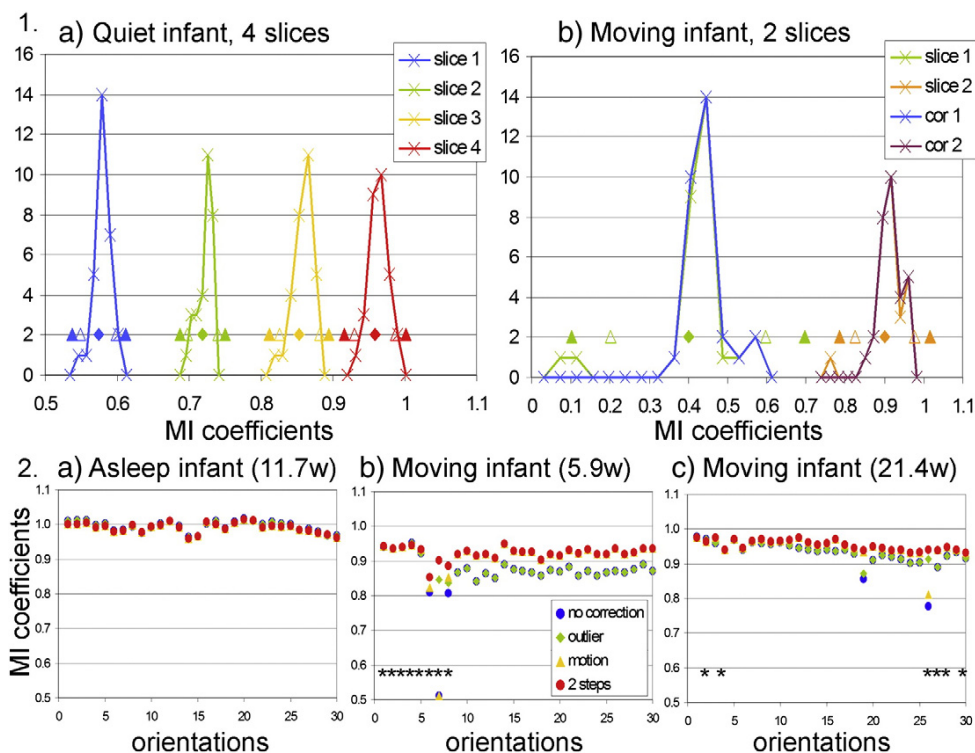 1.
a) Quiet infant, 4 slices
16
14
12
10
8
6
4
2
0
0.5 0.6 0.7 0.8 0.9 1 1.1
MI coefficients
slice 1
slice 2
slice 3
slice 4
b) Moving infant, 2 slices
16
14
12
10
8
6
4
2
0
0 0.1 0.2 0.3 0.4 0.5 0.6 0.7 0.8 0.9 1 1.1
MI coefficients
slice 1
slice 2
cor 1
cor 2
2.
a) Asleep infant (11.7w)
MI coefficients
1.1
1.0
0.9
0.8
0.7
0.6
0.5
0 5 10 15 20 25 30
orientations
b) Moving infant (5.9w)
1.1
1.0
0.9
0.8
0.7
0.6
0.5
********
0 5 10 15 20 25 30
orientations
no correction
outlier
motion
2 steps
c) Moving infant (21.4w)
1.1
1.0
0.9
0.8
0.7
0.6
0.5
* * *** *
0 5 10 15 20 25 30
orientations